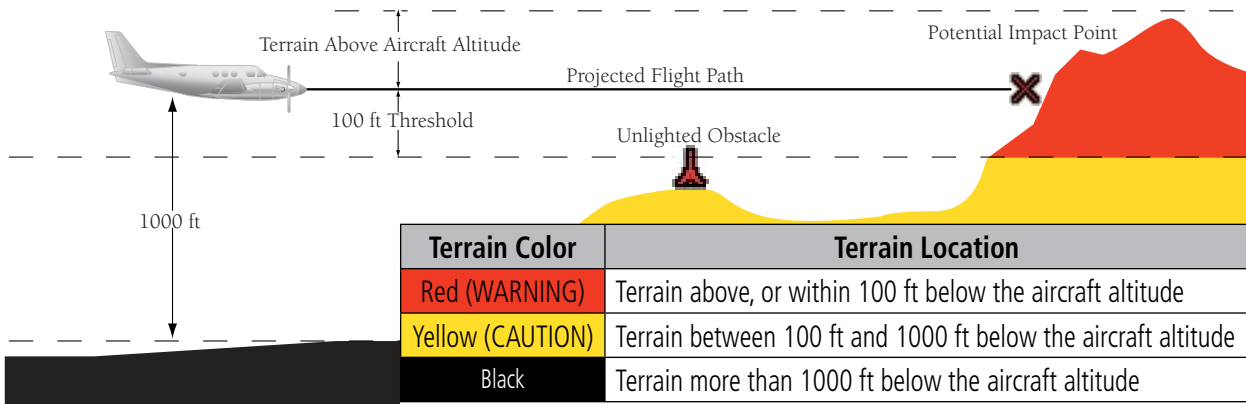 Terrain Above Aircraft Altitude
Potential Impact Point
Projected Flight Path
100 ft Threshold
Unlighted Obstacle
1000 ft
Terrain Color Terrain Location
Red (WARNING) Terrain above, or within 100 ft below the aircraft altitude
Yellow (CAUTION) Terrain between 100 ft and 1000 ft below the aircraft altitude
Black Terrain more than 1000 ft below the aircraft altitude